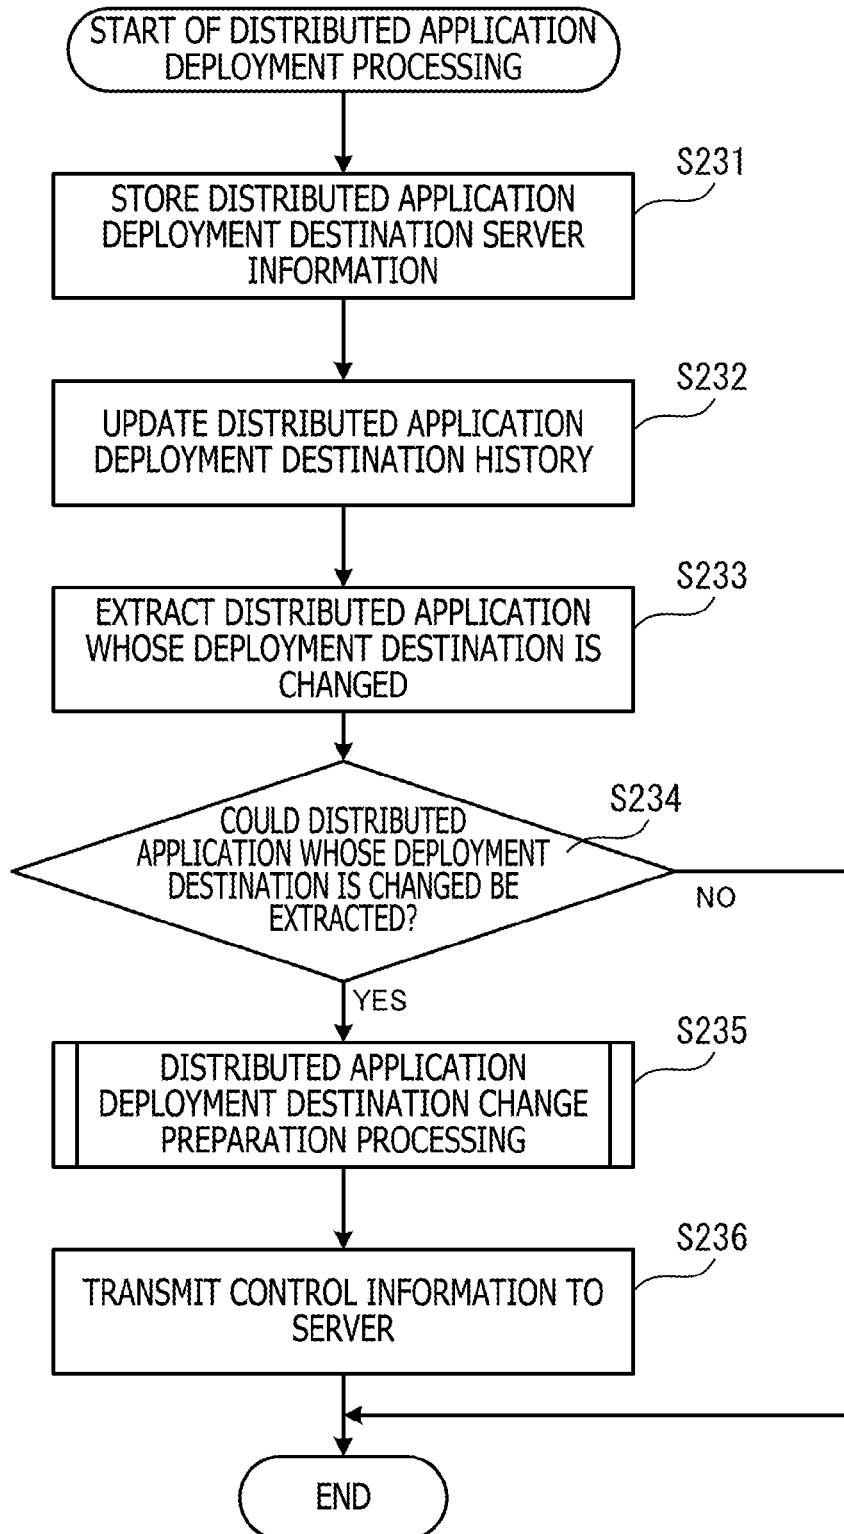 START OF DISTRIBUTED APPLICATION
DEPLOYMENT PROCESSING
S231
STORE DISTRIBUTED APPLICATION
DEPLOYMENT DESTINATION SERVER
INFORMATION
S232
UPDATE DISTRIBUTED APPLICATION
DEPLOYMENT DESTINATION HISTORY
S233
EXTRACT DISTRIBUTED APPLICATION
WHOSE DEPLOYMENT DESTINATION IS
CHANGED
S234
COULD DISTRIBUTED
APPLICATION WHOSE DEPLOYMENT
DESTINATION IS CHANGED BE
EXTRACTED?
NO
YES
S235
DISTRIBUTED APPLICATION
DEPLOYMENT DESTINATION CHANGE
PREPARATION PROCESSING
S236
TRANSMIT CONTROL INFORMATION TO
SERVER
END